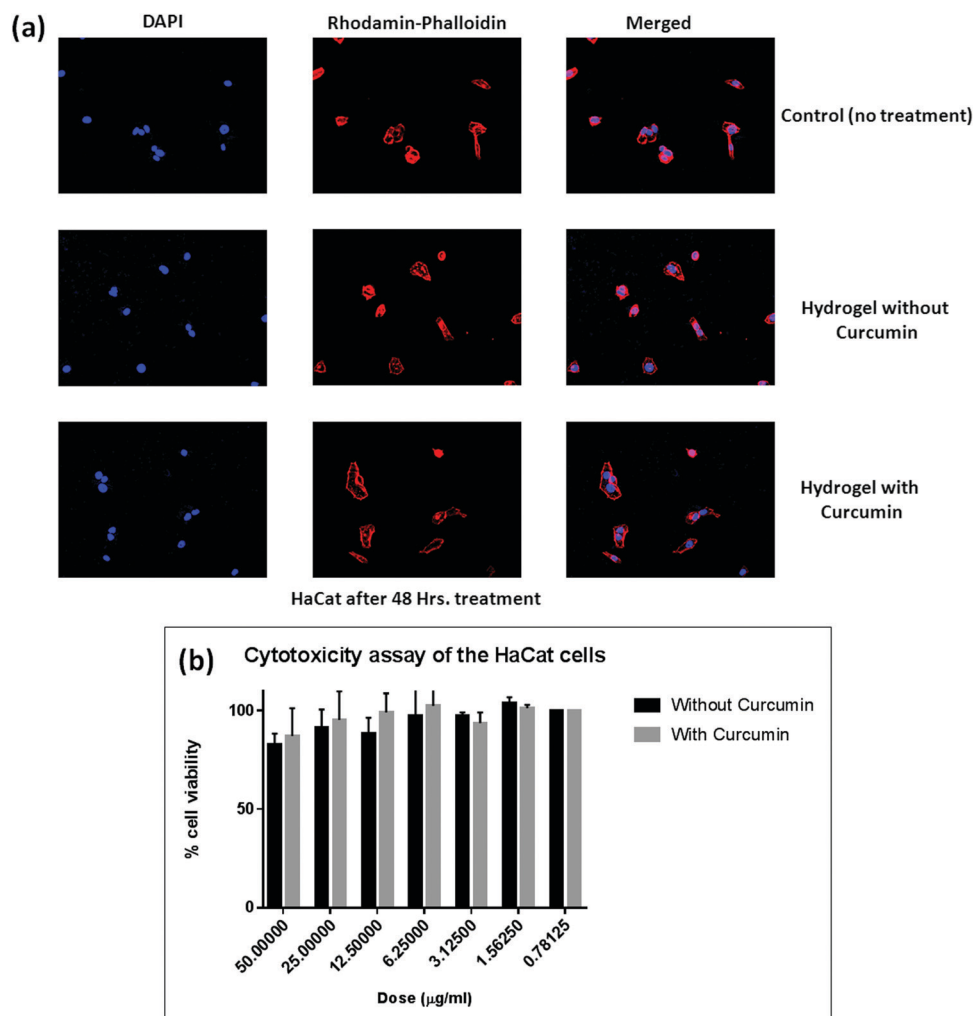 (a)
DAPI
Rhodamin-Phalloidin
Merged
Control (no treatment)
Hydrogel without
Curcumin
Hydrogel with
Curcumin
HaCat after 48 Hrs. treatment
(b)
Cytotoxicity assay of the HaCat cells
Without Curcumin
With Curcumin
% cell viability
100
50
0
50.00000
25.00000
12.50000
6.25000
3.12500
1.56250
0.78125
Dose (μg/ml)